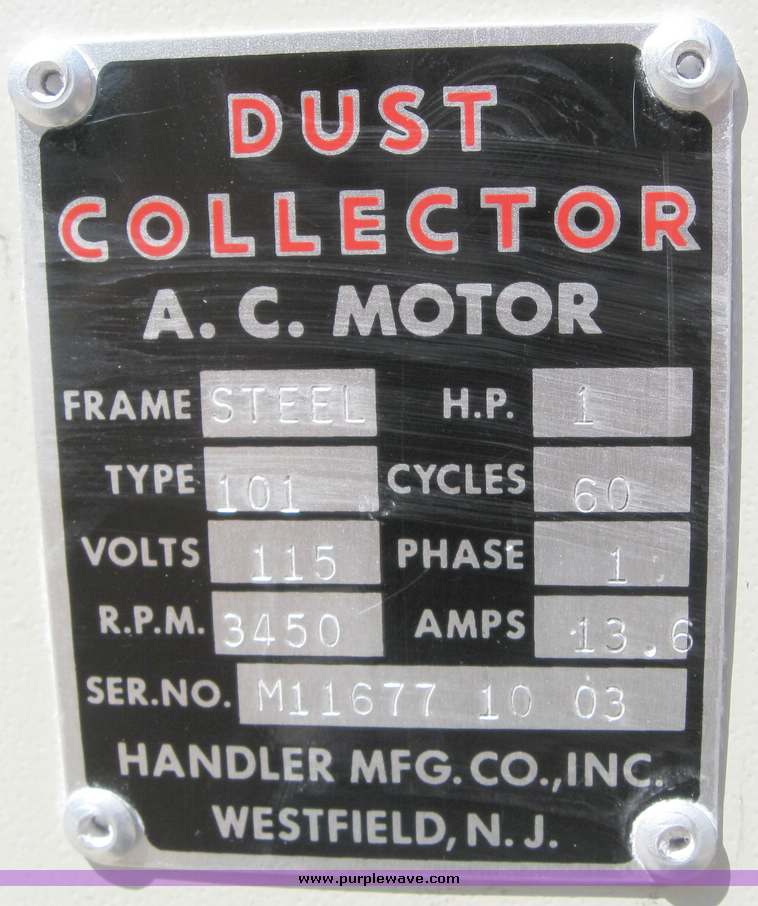 DUST
COLLECTOR
A. C. MOTOR
FRAME STEEL H.P. 1
TYPE 101 CYCLES 60
VOLTS 115 PHASE 1
R.P.M. 3450 AMPS 13.6
SER.NO. M11677 10 03
HANDLER MFG. CO., INC.
WESTFIELD, N. J.
www.purplewave.com